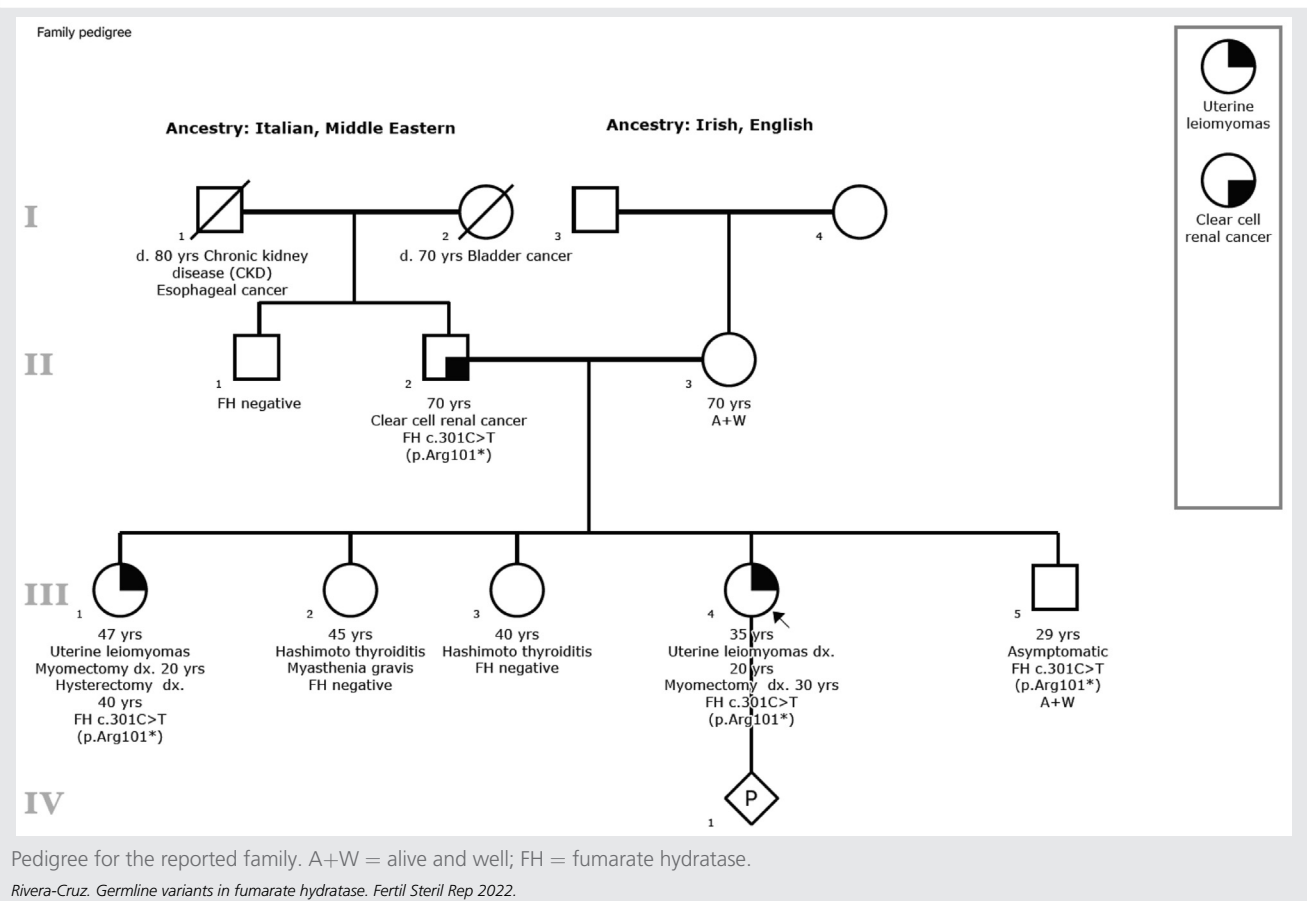 Family pedigree
Uterine
leiomyomas
Clear cell
renal cancer
Ancestry: Italian, Middle Eastern
Ancestry: Irish, English
I
1
d. 80 yrs Chronic kidney
disease (CKD)
Esophageal cancer
2
d. 70 yrs Bladder cancer
3
4
II
1
FH negative
2
70 yrs
Clear cell renal cancer
FH c.301C>T
(p.Arg101*)
3
70 yrs
A+W
III
1
47 yrs
Uterine leiomyomas
Myomectomy dx. 20 yrs
Hysterectomy dx.
40 yrs
FH c.301C>T
(p.Arg101*)
2
45 yrs
Hashimoto thyroiditis
Myasthenia gravis
FH negative
3
40 yrs
Hashimoto thyroiditis
FH negative
4
35 yrs
Uterine leiomyomas dx.
20 yrs
Myomectomy dx. 30 yrs
FH c.301C>T
(p.Arg101*)
5
29 yrs
Asymptomatic
FH c.301C>T
(p.Arg101*)
A+W
IV
1
P
Pedigree for the reported family. A+W = alive and well; FH = fumarate hydratase.
Rivera-Cruz. Germline variants in fumarate hydratase. Fertil Steril Rep 2022.